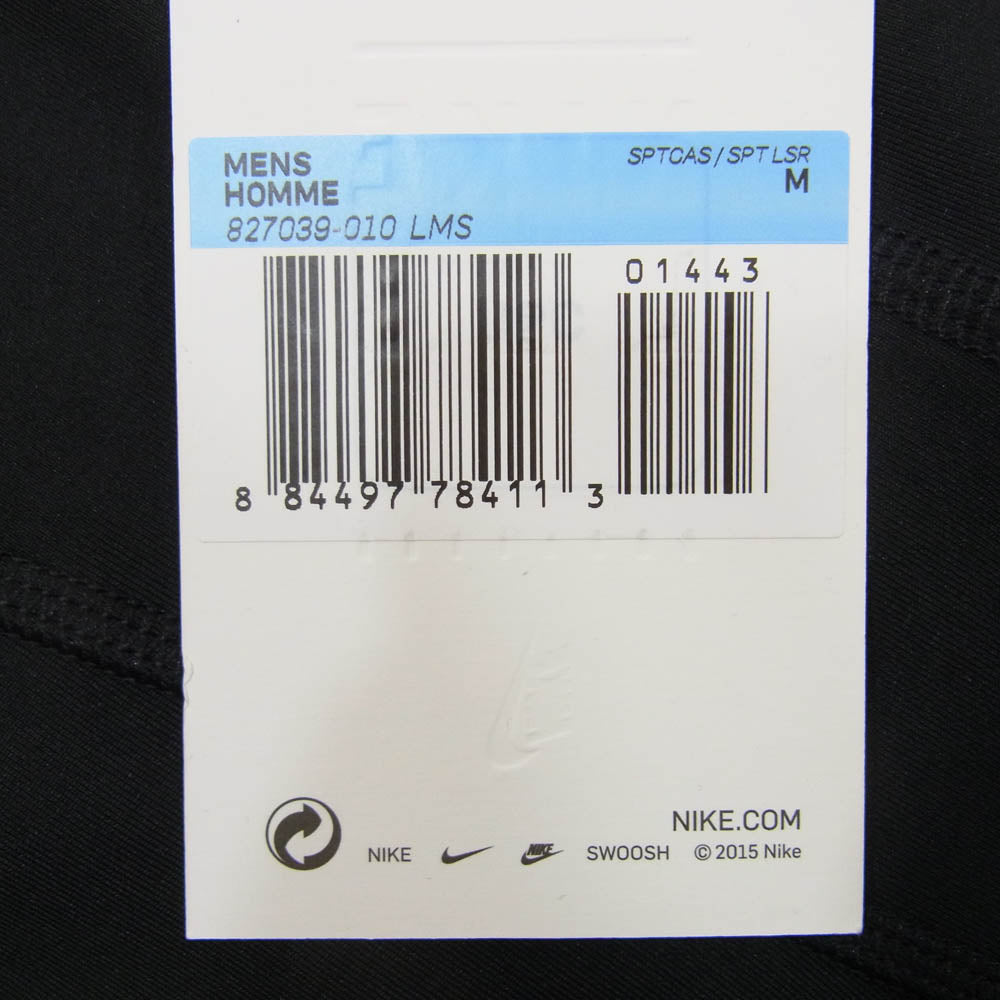 MENS
HOMME
827039-010 LMS
SPTCAS / SPT LSR
M
01443
8 84497 78411 3
NIKE.COM
NIKE NIKE SWOOSH © 2015 Nike